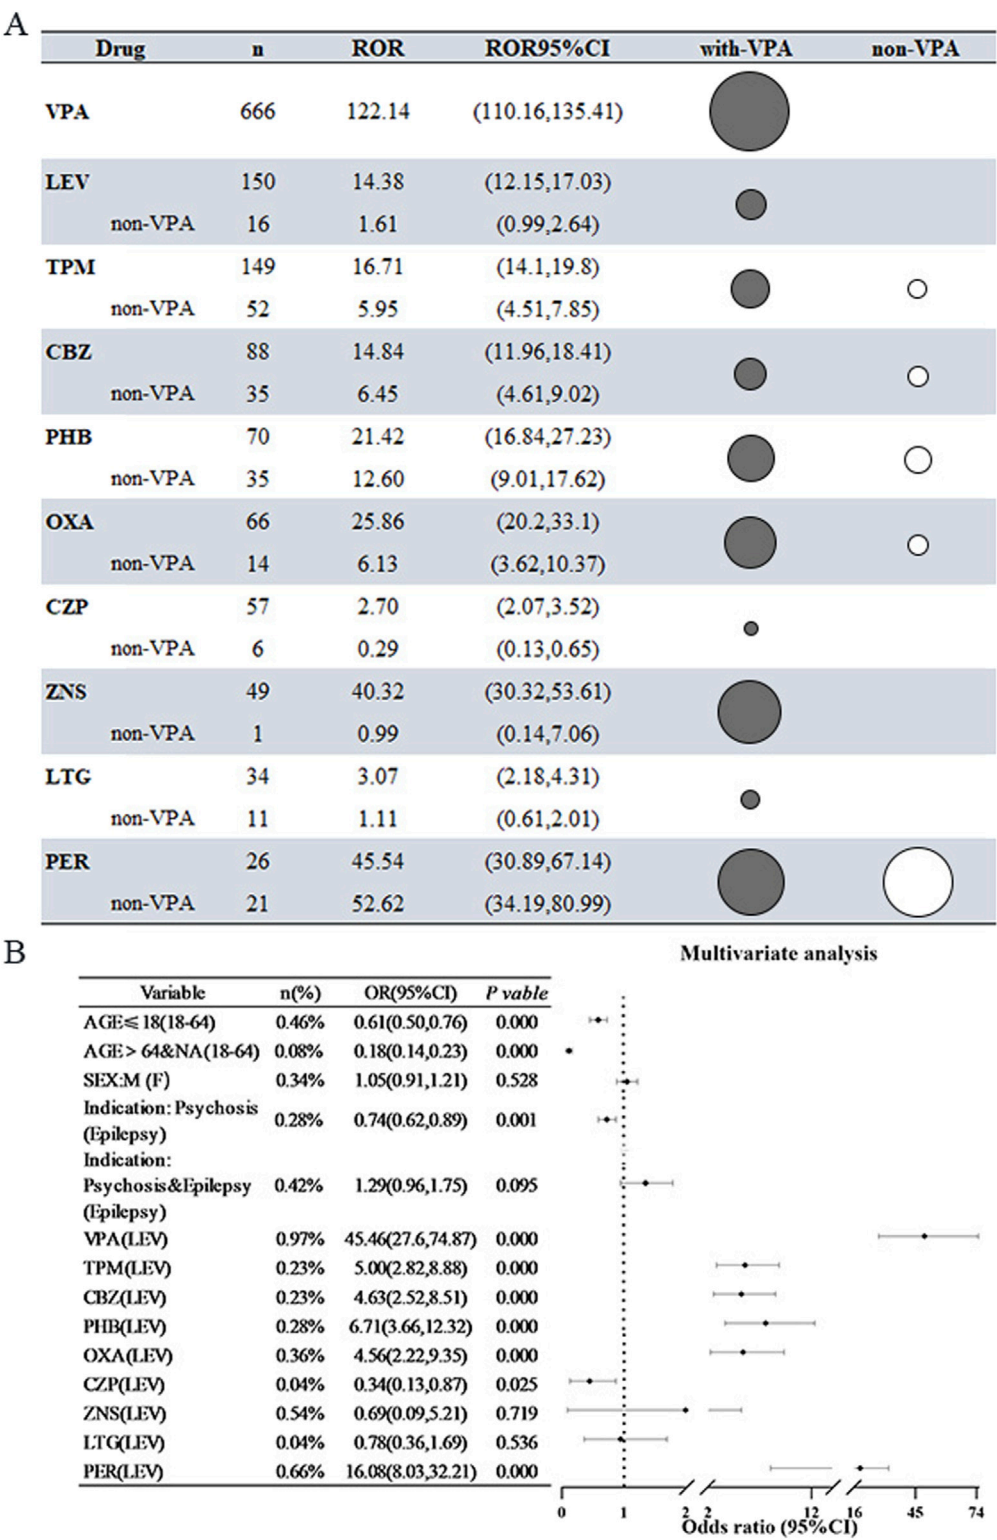 A
Drug n ROR ROR95%CI with-VPA non-VPA
VPA 666 122.14 (110.16,135.41)
LEV 150 14.38 (12.15,17.03)
non-VPA 16 1.61 (0.99,2.64)
TPM 149 16.71 (14.1,19.8)
non-VPA 52 5.95 (4.51,7.85)
CBZ 88 14.84 (11.96,18.41)
non-VPA 35 6.45 (4.61,9.02)
PHB 70 21.42 (16.84,27.23)
non-VPA 35 12.60 (9.01,17.62)
OXA 66 25.86 (20.2,33.1)
non-VPA 14 6.13 (3.62,10.37)
CZP 57 2.70 (2.07,3.52)
non-VPA 6 0.29 (0.13,0.65)
ZNS 49 40.32 (30.32,53.61)
non-VPA 1 0.99 (0.14,7.06)
LTG 34 3.07 (2.18,4.31)
non-VPA 11 1.11 (0.61,2.01)
PER 26 45.54 (30.89,67.14)
non-VPA 21 52.62 (34.19,80.99)
B
Multivariate analysis
Variable n(%) OR(95%CI) P vable
AGE≤18(18-64) 0.46% 0.61(0.50,0.76) 0.000
AGE>64&NA(18-64) 0.08% 0.18(0.14,0.23) 0.000
SEX:M (F) 0.34% 1.05(0.91,1.21) 0.528
Indication: Psychosis
(Epilepsy) 0.28% 0.74(0.62,0.89) 0.001
Indication:
Psychosis&Epilepsy 0.42% 1.29(0.96,1.75) 0.095
(Epilepsy)
VPA(LEV) 0.97% 45.46(27.6,74.87) 0.000
TPM(LEV) 0.23% 5.00(2.82,8.88) 0.000
CBZ(LEV) 0.23% 4.63(2.52,8.51) 0.000
PHB(LEV) 0.28% 6.71(3.66,12.32) 0.000
OXA(LEV) 0.36% 4.56(2.22,9.35) 0.000
CZP(LEV) 0.04% 0.34(0.13,0.87) 0.025
ZNS(LEV) 0.54% 0.69(0.09,5.21) 0.719
LTG(LEV) 0.04% 0.78(0.36,1.69) 0.536
PER(LEV) 0.66% 16.08(8.03,32.21) 0.000
0 1 2 2 12 16 45 74
Odds ratio (95%CI)